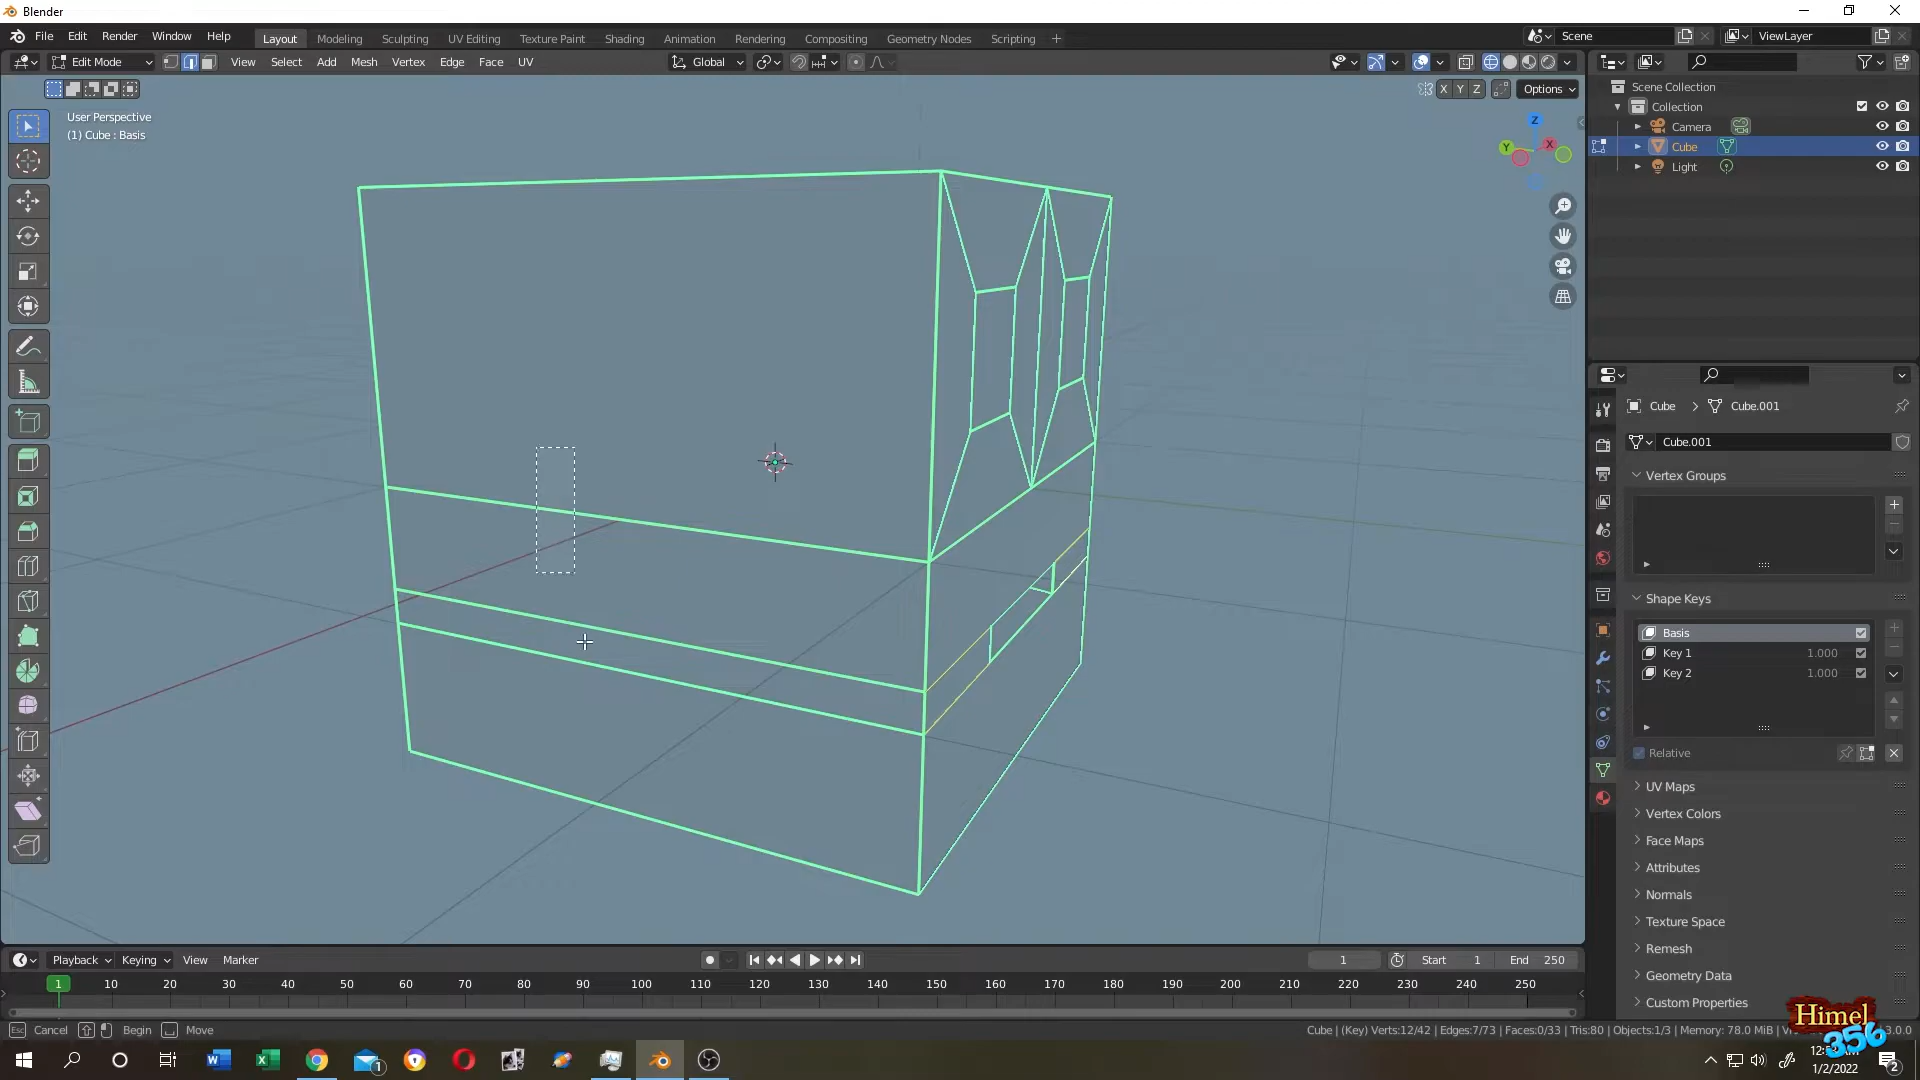 Blender
File Edit Render Window Help
Layout Modeling Sculpting UV Editing Texture Paint Shading Animation Rendering Compositing Geometry Nodes Scripting +
Scene
ViewLayer
Edit Mode View Select Add Mesh Vertex Edge Face UV
Global
X Y Z Options
User Perspective
(1) Cube : Basis
Z
Y
X
Scene Collection
Collection
Camera
Cube
Light
Cube > Cube.001
Cube.001
Vertex Groups
Shape Keys
Basis
Key 1 1.000
Key 2 1.000
Relative
UV Maps
Vertex Colors
Face Maps
Attributes
Normals
Texture Space
Remesh
Geometry Data
Custom Properties
Playback Keying View Marker
1 Start 1 End 250
1 10 20 30 40 50 60 70 80 90 100 110 120 130 140 150 160 170 180 190 200 210 220 230 240 250
Esc Cancel Begin Move
Cube | (Key) Verts:12/42 | Edges:7/73 | Faces:0/33 | Tris:80 | Objects:1/3 | Memory: 78.0 MiB
Himel
356
1
1/2/2022
2